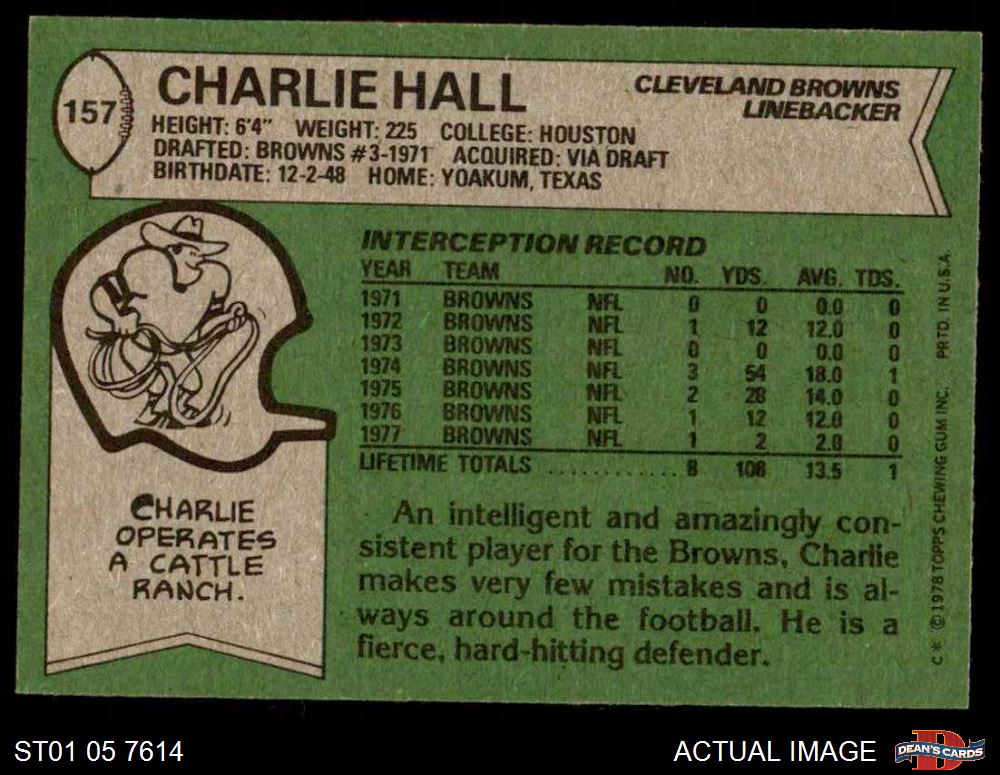 157
CHARLIE HALL
CLEVELAND BROWNS
LINEBACKER
HEIGHT: 6'4" WEIGHT: 225 COLLEGE: HOUSTON
DRAFTED: BROWNS #3-1971 ACQUIRED: VIA DRAFT
BIRTHDATE: 12-2-48 HOME: YOAKUM, TEXAS
INTERCEPTION RECORD
YEAR TEAM NO. YDS. AVG. TDS.
1971 BROWNS NFL 0 0 0.0 0
1972 BROWNS NFL 1 12 12.0 0
1973 BROWNS NFL 0 0 0.0 0
1974 BROWNS NFL 3 54 18.0 1
1975 BROWNS NFL 2 28 14.0 0
1976 BROWNS NFL 1 12 12.0 0
1977 BROWNS NFL 1 2 2.0 0
LIFETIME TOTALS ............ 8 108 13.5 1
CHARLIE
OPERATES
A CATTLE
RANCH.
An intelligent and amazingly con-
sistent player for the Browns, Charlie
makes very few mistakes and is al-
ways around the football. He is a
fierce, hard-hitting defender.
C* © 1978 TOPPS CHEWING GUM INC. PRTD. IN U.S.A.
ST01 05 7614
ACTUAL IMAGE
DEAN'S CARDS